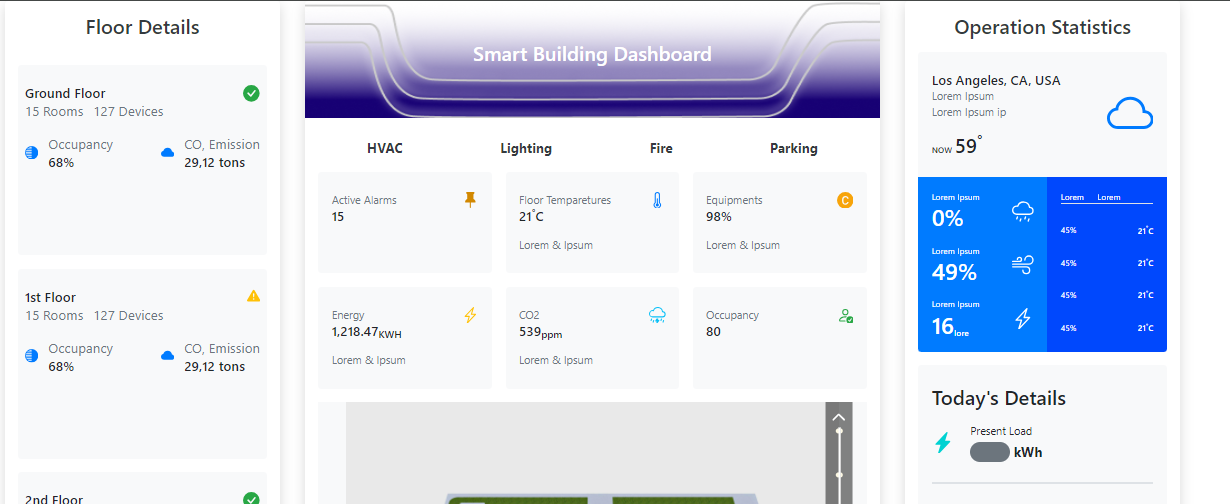 Floor Details
Ground Floor
15 Rooms 127 Devices
Occupancy
68%
CO, Emission
29,12 tons
1st Floor
15 Rooms 127 Devices
Occupancy
68%
CO, Emission
29,12 tons
2nd Floor
Smart Building Dashboard
HVAC Lighting Fire Parking
Active Alarms
15
Floor Temparetures
21°C
Lorem & Ipsum
Equipments
C
98%
Lorem & Ipsum
Energy
1,218.47KWH
Lorem & Ipsum
CO2
539ppm
Lorem & Ipsum
Occupancy
80
Operation Statistics
Los Angeles, CA, USA
Lorem Ipsum
Lorem Ipsum ip
NOW 59°
Lorem Ipsum
0%
Lorem Ipsum
49%
Lorem Ipsum
16lore
Lorem Lorem
45% 21°C
45% 21°C
45% 21°C
45% 21°C
Today's Details
Present Load
kWh